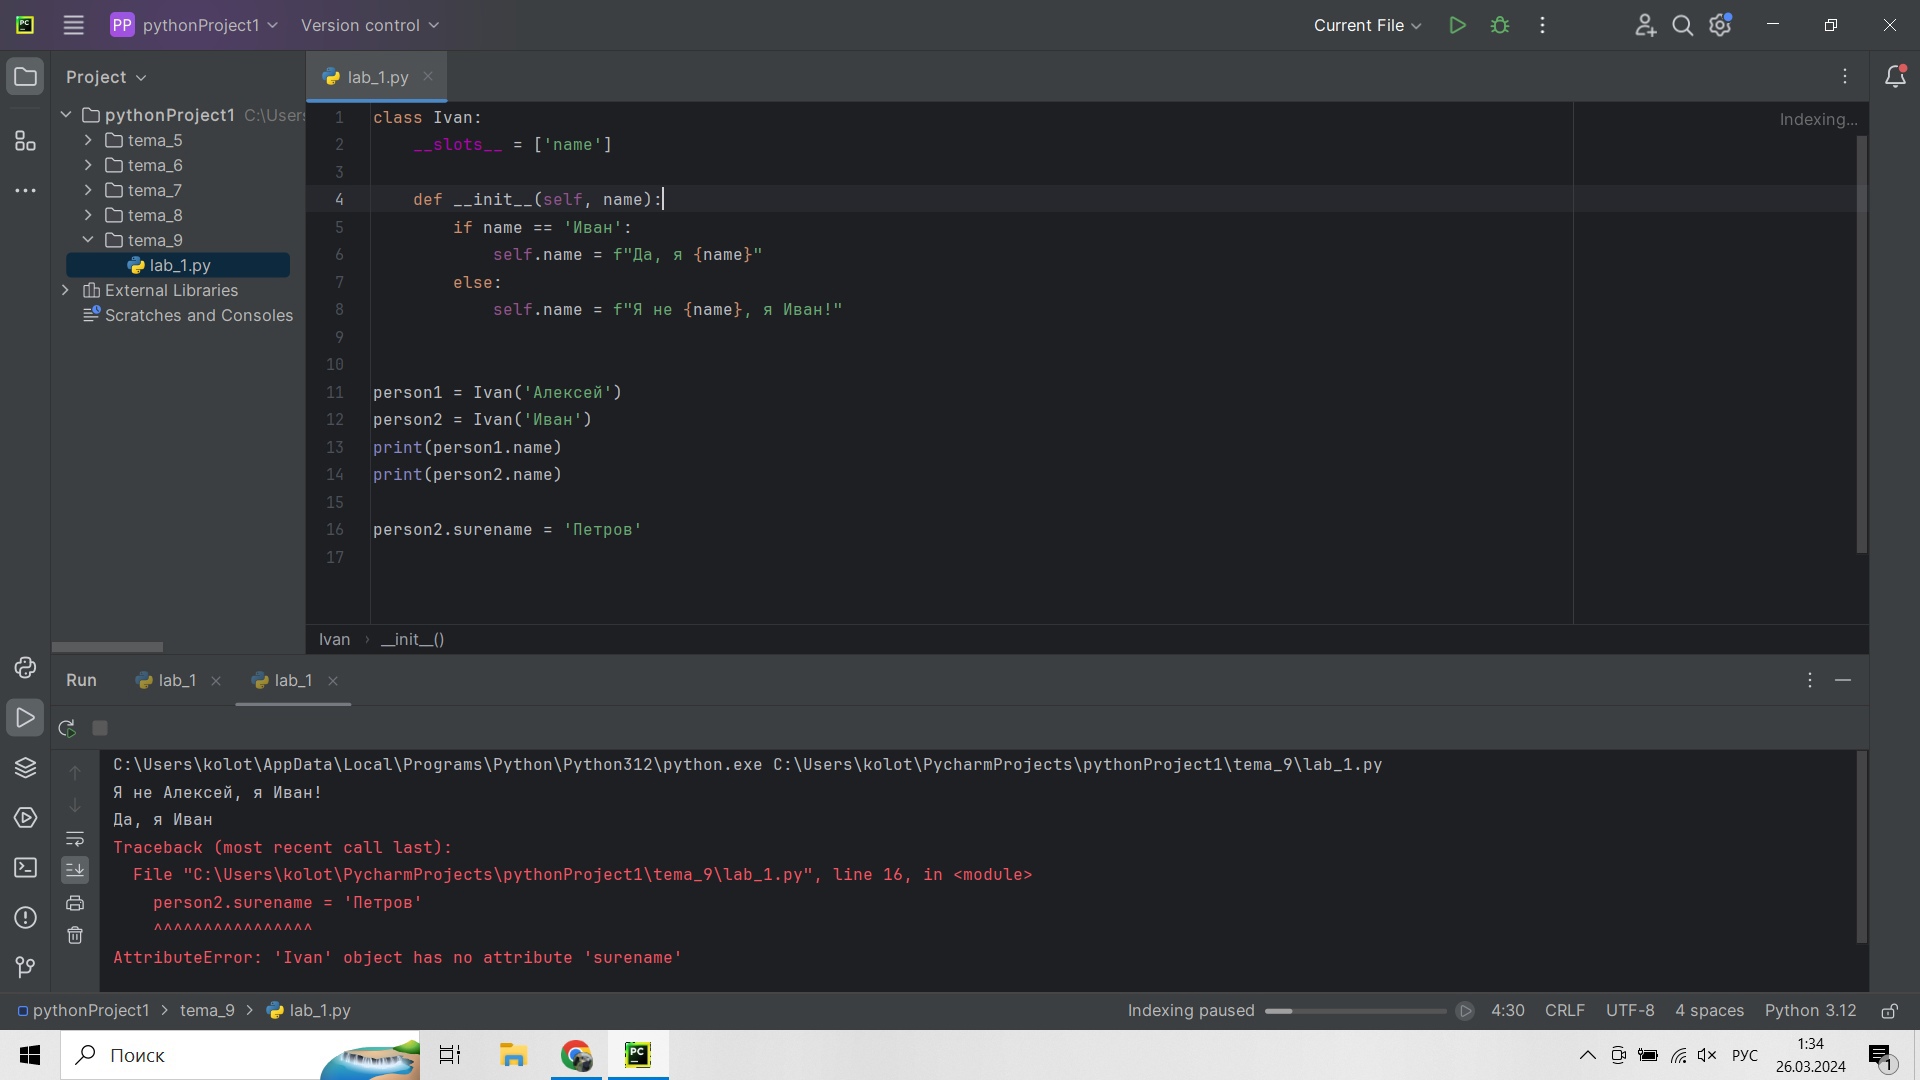 PP pythonProject1 Version control Current File
Project
lab_1.py
pythonProject1 C:\Users
tema_5
tema_6
tema_7
tema_8
tema_9
lab_1.py
External Libraries
Scratches and Consoles
Indexing...
1 class Ivan:
2 __slots__ = ['name']
3
4 def __init__(self, name):
5 if name == 'Иван':
6 self.name = f"Да, я {name}"
7 else:
8 self.name = f"Я не {name}, я Иван!"
9
10
11 person1 = Ivan('Алексей')
12 person2 = Ivan('Иван')
13 print(person1.name)
14 print(person2.name)
15
16 person2.surename = 'Петров'
17
Ivan › __init__()
Run lab_1 lab_1
C:\Users\kolot\AppData\Local\Programs\Python\Python312\python.exe C:\Users\kolot\PycharmProjects\pythonProject1\tema_9\lab_1.py
Я не Алексей, я Иван!
Да, я Иван
Traceback (most recent call last):
File "C:\Users\kolot\PycharmProjects\pythonProject1\tema_9\lab_1.py", line 16, in <module>
person2.surename = 'Петров'
^^^^^^^^^^^^^^^^
AttributeError: 'Ivan' object has no attribute 'surename'
pythonProject1 > tema_9 > lab_1.py Indexing paused 4:30 CRLF UTF-8 4 spaces Python 3.12
Поиск PC РУС 1:34
26.03.2024 1